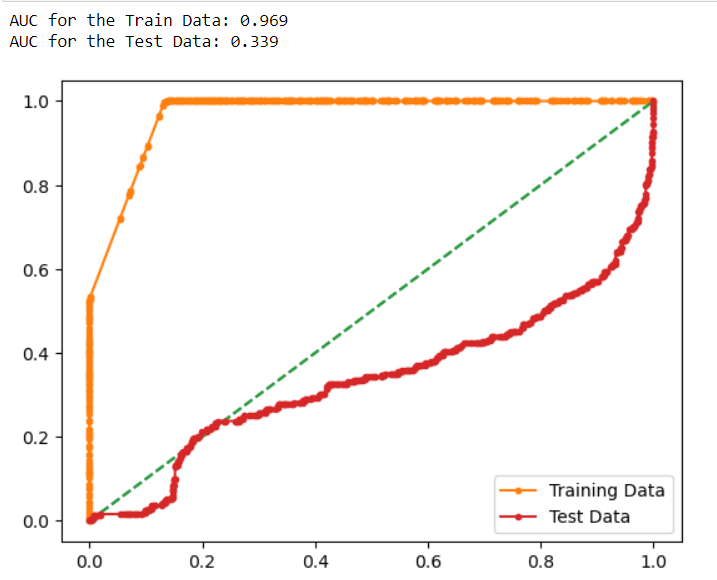 AUC for the Train Data: 0.969
AUC for the Test Data: 0.339
1.0
0.8
0.6
0.4
0.2
0.0
Training Data
Test Data
0.0 0.2 0.4 0.6 0.8 1.0